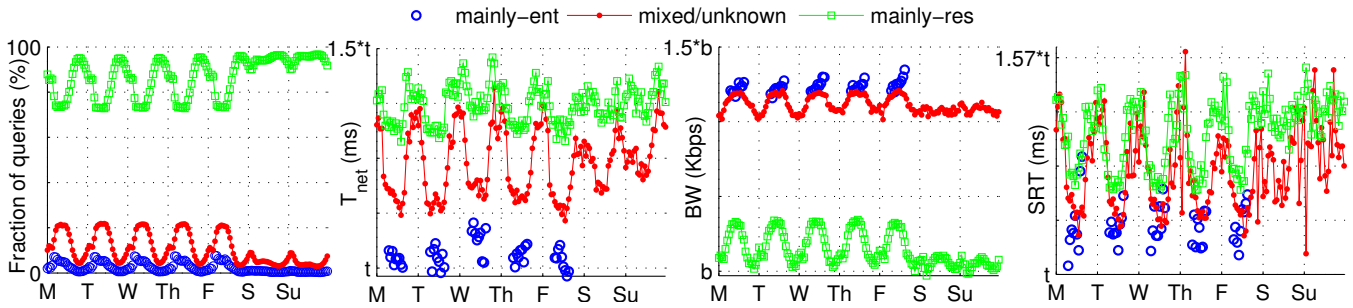 mainly-ent mixed/unknown mainly-res
Fraction of queries (%)
100
0
M T W Th F S Su
T_net (ms)
1.5*t
t
M T W Th F S Su
BW (Kbps)
1.5*b
b
M T W Th F S Su
SRT (ms)
1.57*t
t
M T W Th F S Su